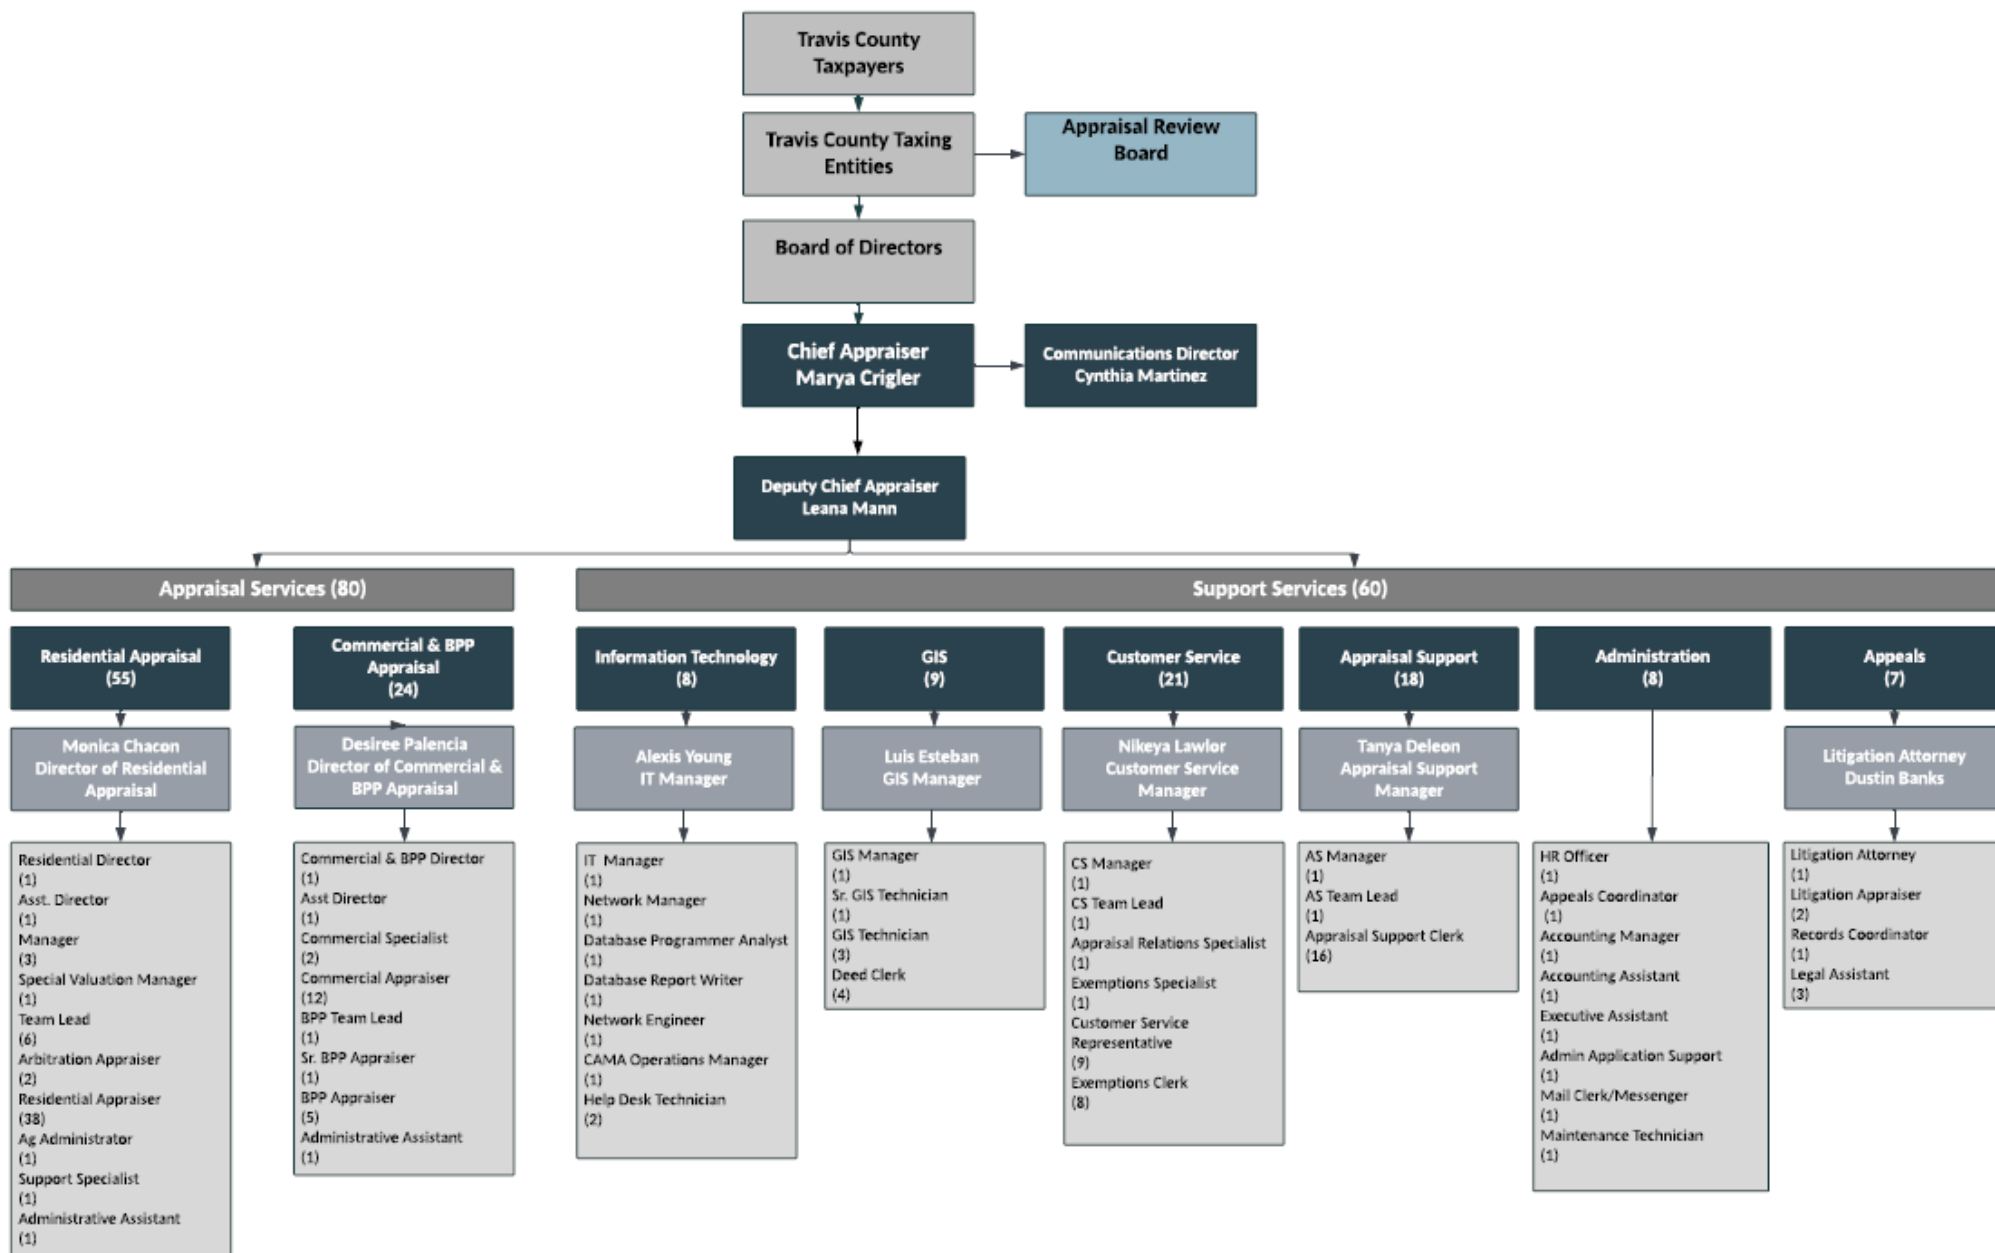 Travis County
Taxpayers
Travis County Taxing
Entities
Appraisal Review
Board
Board of Directors
Chief Appraiser
Marya Crigler
Communications Director
Cynthia Martinez
Deputy Chief Appraiser
Leana Mann
Appraisal Services (80)
Support Services (60)
Residential Appraisal
(55)
Monica Chacon
Director of Residential
Appraisal
Residential Director
(1)
Asst. Director
(1)
Manager
(3)
Special Valuation Manager
(1)
Team Lead
(6)
Arbitration Appraiser
(2)
Residential Appraiser
(38)
Ag Administrator
(1)
Support Specialist
(1)
Administrative Assistant
(1)
Commercial & BPP
Appraisal
(24)
Desiree Palencia
Director of Commercial &
BPP Appraisal
Commercial & BPP Director
(1)
Asst Director
(1)
Commercial Specialist
(2)
Commercial Appraiser
(12)
BPP Team Lead
(1)
Sr. BPP Appraiser
(1)
BPP Appraiser
(5)
Administrative Assistant
(1)
Information Technology
(8)
Alexis Young
IT Manager
IT Manager
(1)
Network Manager
(1)
Database Programmer Analyst
(1)
Database Report Writer
(1)
Network Engineer
(1)
CAMA Operations Manager
(1)
Help Desk Technician
(2)
GIS
(9)
Luis Esteban
GIS Manager
GIS Manager
(1)
Sr. GIS Technician
(1)
GIS Technician
(3)
Deed Clerk
(4)
Customer Service
(21)
Nikeya Lawlor
Customer Service
Manager
CS Manager
(1)
CS Team Lead
(1)
Appraisal Relations Specialist
(1)
Exemptions Specialist
(1)
Customer Service
Representative
(9)
Exemptions Clerk
(8)
Appraisal Support
(18)
Tanya Deleon
Appraisal Support
Manager
AS Manager
(1)
AS Team Lead
(1)
Appraisal Support Clerk
(16)
Administration
(8)
HR Officer
(1)
Appeals Coordinator
(1)
Accounting Manager
(1)
Accounting Assistant
(1)
Executive Assistant
(1)
Admin Application Support
(1)
Mail Clerk/Messenger
(1)
Maintenance Technician
(1)
Appeals
(7)
Litigation Attorney
Dustin Banks
Litigation Attorney
(1)
Litigation Appraiser
(2)
Records Coordinator
(1)
Legal Assistant
(3)